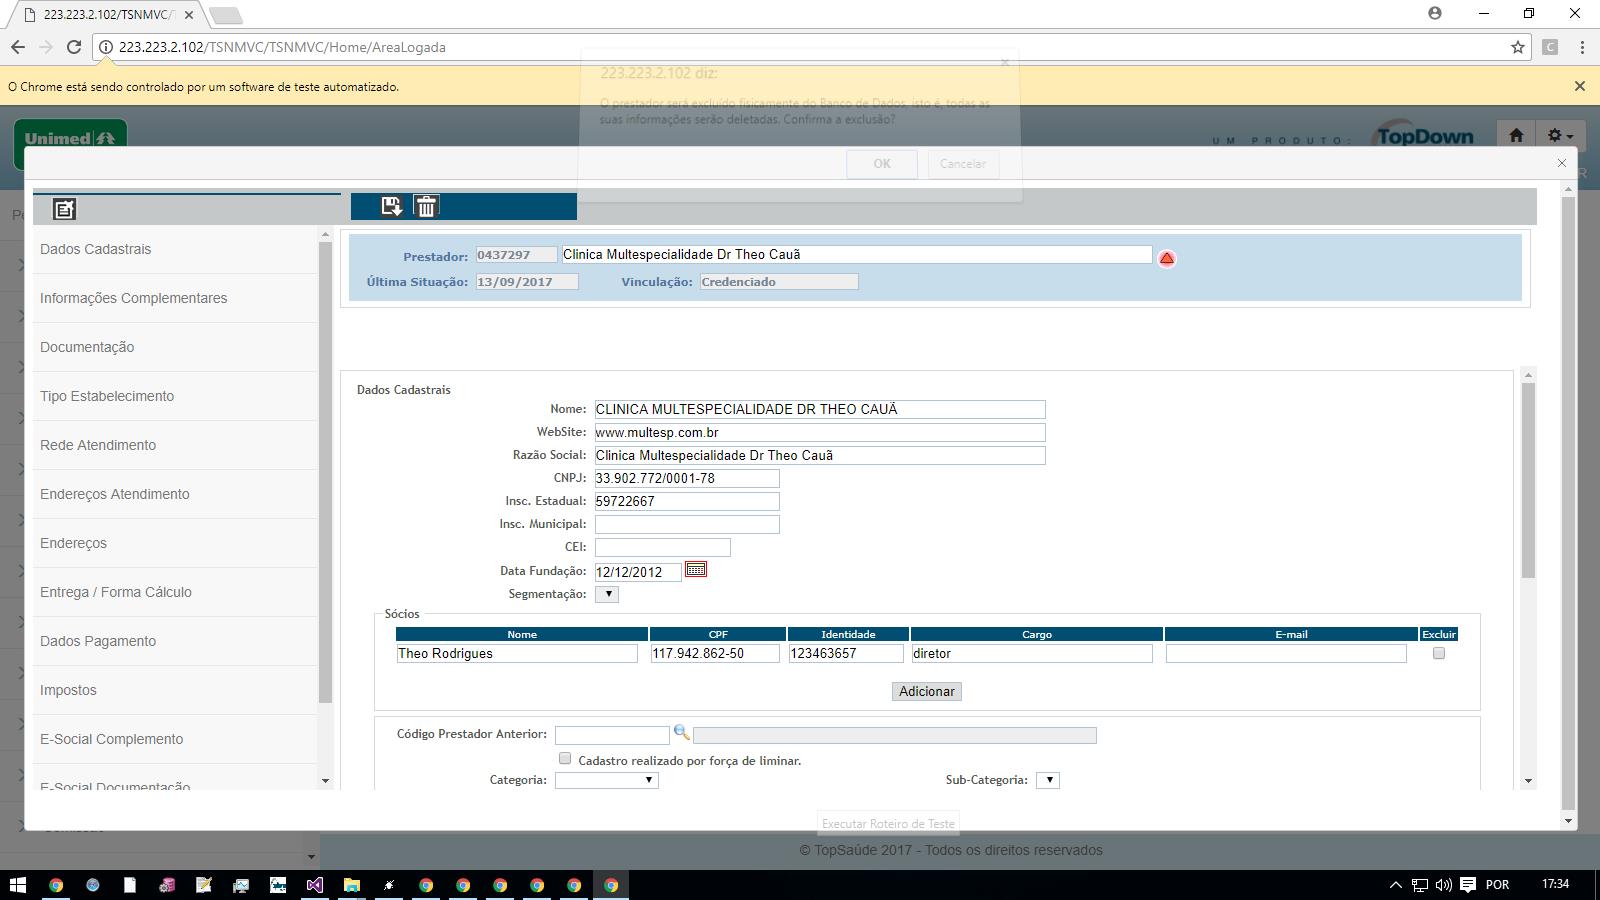 223.223.2.102/TSNMVC/T
223.223.2.102/TSNMVC/TSNMVC/Home/AreaLogada
C
O Chrome está sendo controlado por um software de teste automatizado.
223.223.2.102 diz:
O prestador será excluído fisicamente do Banco de Dados, isto é, todas as
suas informações serão deletadas. Confirma a exclusão?
OK
Cancelar
Unimed
UM PRODUTO:
TopDown
Dados Cadastrais
Informações Complementares
Documentação
Tipo Estabelecimento
Rede Atendimento
Endereços Atendimento
Endereços
Entrega / Forma Cálculo
Dados Pagamento
Impostos
E-Social Complemento
E-Social Documentação
Prestador: 0437297 Clinica Multespecialidade Dr Theo Cauã
Última Situação: 13/09/2017 Vinculação: Credenciado
Dados Cadastrais
Nome: CLINICA MULTESPECIALIDADE DR THEO CAUÃ
WebSite: www.multesp.com.br
Razão Social: Clinica Multespecialidade Dr Theo Cauã
CNPJ: 33.902.772/0001-78
Insc. Estadual: 59722667
Insc. Municipal:
CEI:
Data Fundação: 12/12/2012
Segmentação:
Sócios
Nome CPF Identidade Cargo E-mail Excluir
Theo Rodrigues 117.942.862-50 123463657 diretor
Adicionar
Código Prestador Anterior:
Cadastro realizado por força de liminar.
Categoria: Sub-Categoria:
Executar Roteiro de Teste
© TopSaúde 2017 - Todos os direitos reservados
POR 17:34